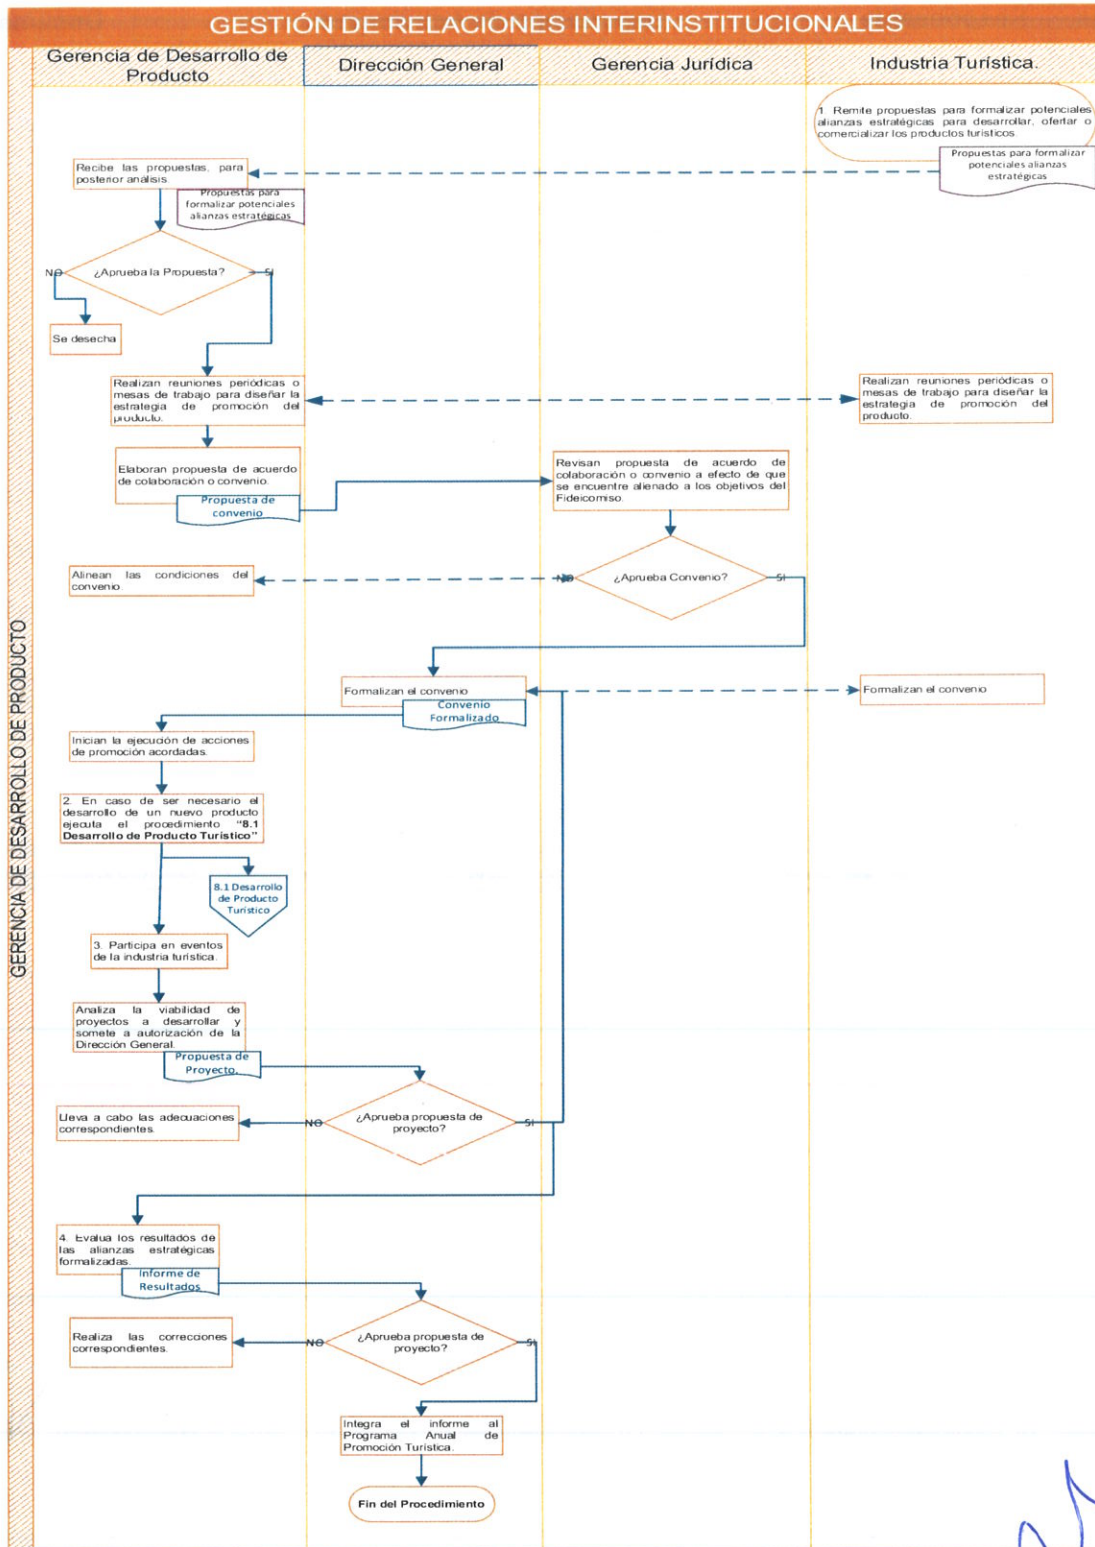 GESTIÓN DE RELACIONES INTERINSTITUCIONALES
Gerencia de Desarrollo de
Producto
Dirección General
Gerencia Jurídica
Industria Turística.
GERENCIA DE DESARROLLO DE PRODUCTO
1. Remite propuestas para formalizar potenciales
alianzas estratégicas para desarrollar, ofertar o
comercializar los productos turísticos.
Propuestas para formalizar
potenciales alianzas
estratégicas
Recibe las propuestas, para
posterior análisis.
Propuestas para
formalizar potenciales
alianzas estratégicas
¿Aprueba la Propuesta?
NO
SI
Se desecha
Realizan reuniones periódicas o
mesas de trabajo para diseñar la
estrategia de promoción del
producto.
Realizan reuniones periódicas o
mesas de trabajo para diseñar la
estrategia de promoción del
producto.
Elaboran propuesta de acuerdo
de colaboración o convenio.
Propuesta de
convenio
Revisan propuesta de acuerdo de
colaboración o convenio a efecto de que
se encuentre alienado a los objetivos del
Fideicomiso.
¿Aprueba Convenio?
NO
SI
Alinean las condiciones del
convenio.
Formalizan el convenio
Convenio
Formalizado
Formalizan el convenio
Inician la ejecución de acciones
de promoción acordadas.
2. En caso de ser necesario el
desarrollo de un nuevo producto
ejecuta el procedimiento "8.1
Desarrollo de Producto Turístico"
8.1 Desarrollo
de Producto
Turístico
3. Participa en eventos
de la industria turística.
Analiza la viabilidad de
proyectos a desarrollar y
somete a autorización de la
Dirección General.
Propuesta de
Proyecto.
¿Aprueba propuesta de
proyecto?
NO
SI
Lleva a cabo las adecuaciones
correspondientes.
4. Evalua los resultados de
las alianzas estratégicas
formalizadas.
Informe de
Resultados
¿Aprueba propuesta de
proyecto?
NO
SI
Realiza las correcciones
correspondientes.
Integra el informe al
Programa Anual de
Promoción Turística.
Fin del Procedimiento